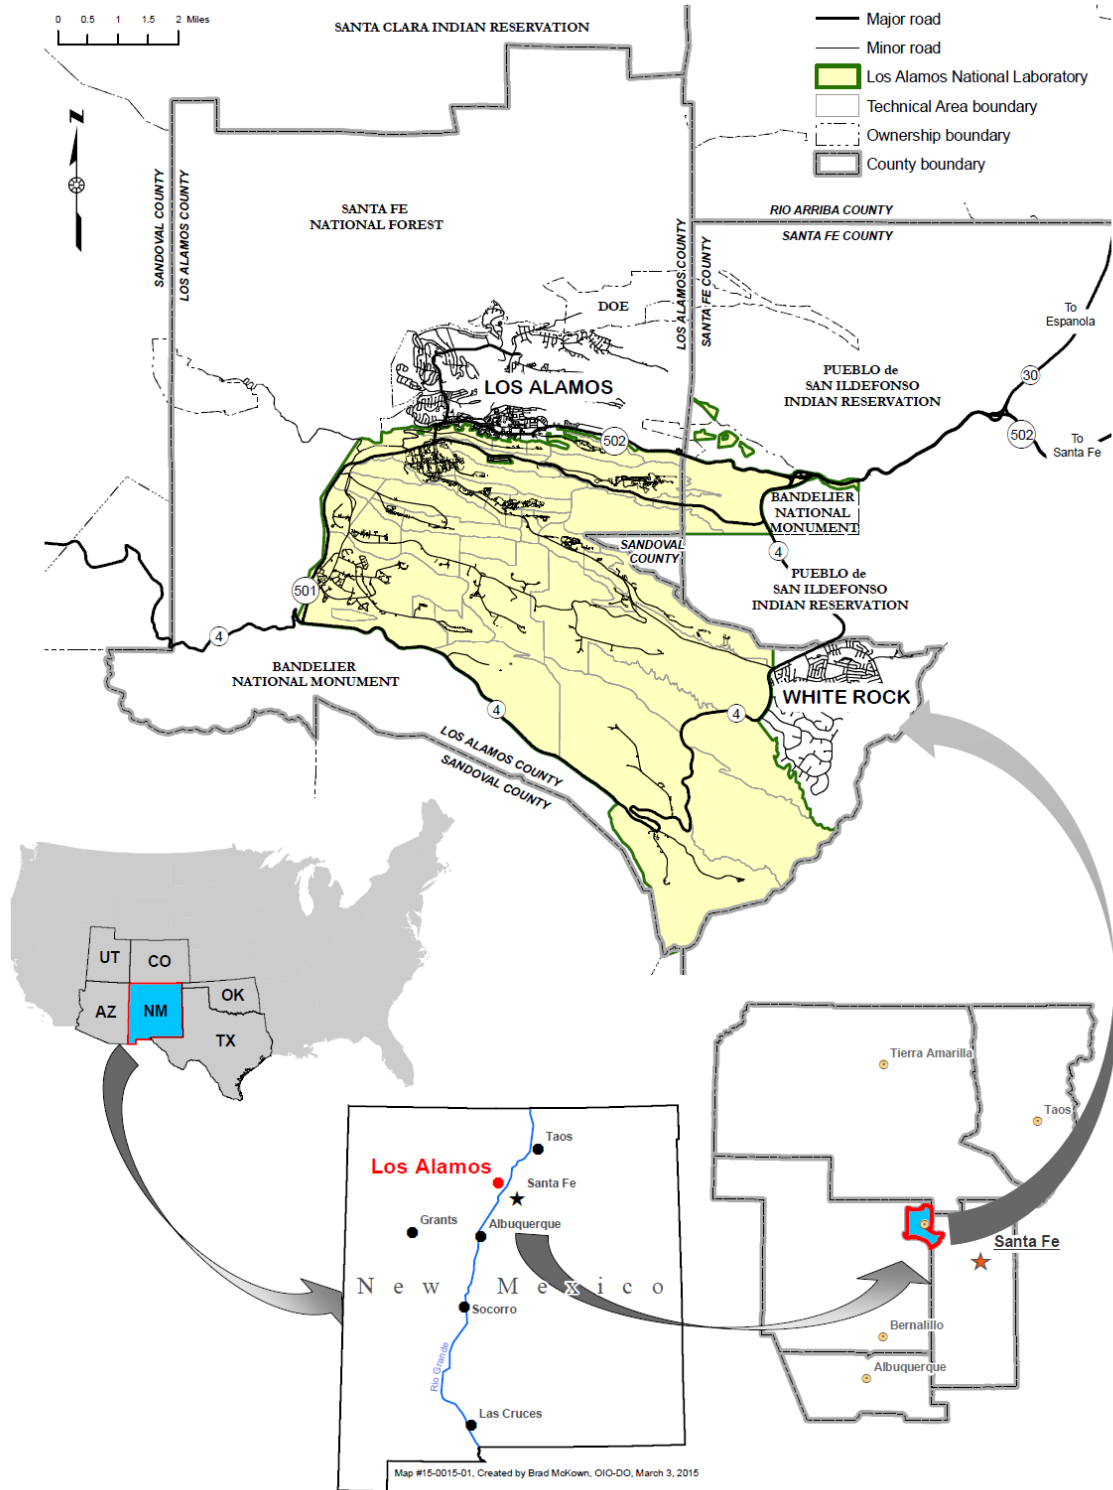 0 0.5 1 2 Miles
SANTA CLARA INDIAN RESERVATION
Major road
Minor road
Los Alamos National Laboratory
Technical Area boundary
Ownership boundary
County boundary
N
SANDOVAL COUNTY
LOS ALAMOS COUNTY
SANTA FE
NATIONAL FOREST
RIO ARRIBA COUNTY
SANTA FE COUNTY
LOS ALAMOS COUNTY
SANTA FE COUNTY
DOE
To
Espanola
LOS ALAMOS
PUEBLO de
SAN ILDEFONSO
INDIAN RESERVATION
30
502
502
To
Santa Fe
BANDELIER
NATIONAL
MONUMENT
SANDOVAL
COUNTY
4
PUEBLO de
SAN ILDEFONSO
INDIAN RESERVATION
501
4
BANDELIER
NATIONAL MONUMENT
WHITE ROCK
4
4
LOS ALAMOS COUNTY
SANDOVAL COUNTY
UT
CO
AZ
NM
OK
TX
Tierra Amarilla
Taos
Santa Fe
Bernalillo
Albuquerque
Taos
Los Alamos
Santa Fe
Grants
Albuquerque
New Mexico
Socorro
Rio Grande
Las Cruces
Map #15-0015-01, Created by Brad McKown, OIO-DO, March 3, 2015